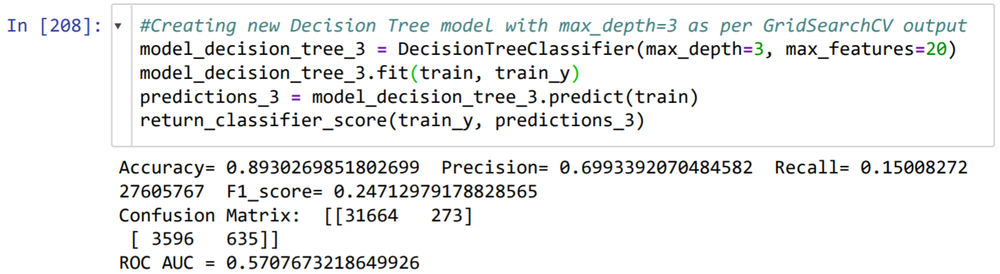 In [208]: ▾ #Creating new Decision Tree model with max_depth=3 as per GridSearchCV output
model_decision_tree_3 = DecisionTreeClassifier(max_depth=3, max_features=20)
model_decision_tree_3.fit(train, train_y)
predictions_3 = model_decision_tree_3.predict(train)
return_classifier_score(train_y, predictions_3)
Accuracy= 0.8930269851802699  Precision= 0.6993392070484582  Recall= 0.15008272
27605767  F1_score= 0.24712979178828565
Confusion Matrix:  [[31664   273]
 [ 3596   635]]
ROC AUC = 0.5707673218649926